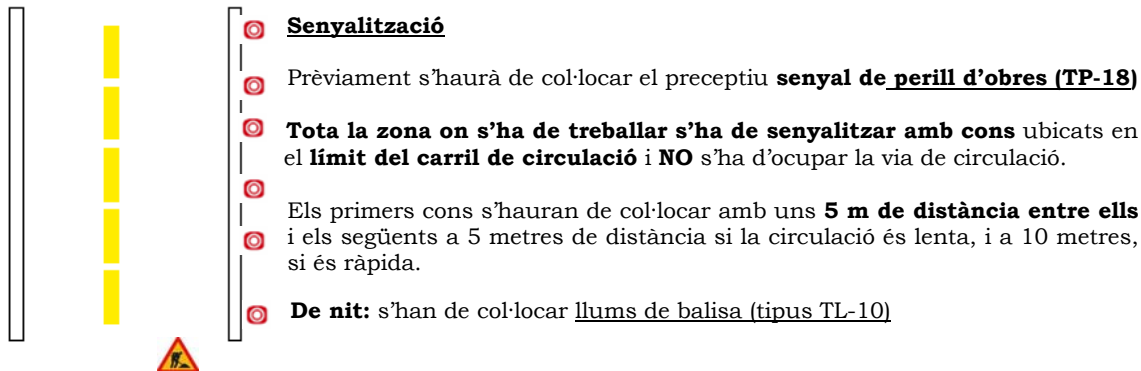 Senyalització
Prèviament s’haurà de col·locar el preceptiu senyal de perill d’obres (TP-18)
Tota la zona on s’ha de treballar s’ha de senyalitzar amb cons ubicats en
el límit del carril de circulació i NO s’ha d’ocupar la via de circulació.
Els primers cons s’hauran de col·locar amb uns 5 m de distància entre ells
i els següents a 5 metres de distància si la circulació és lenta, i a 10 metres,
si és ràpida.
De nit: s’han de col·locar llums de balisa (tipus TL-10)